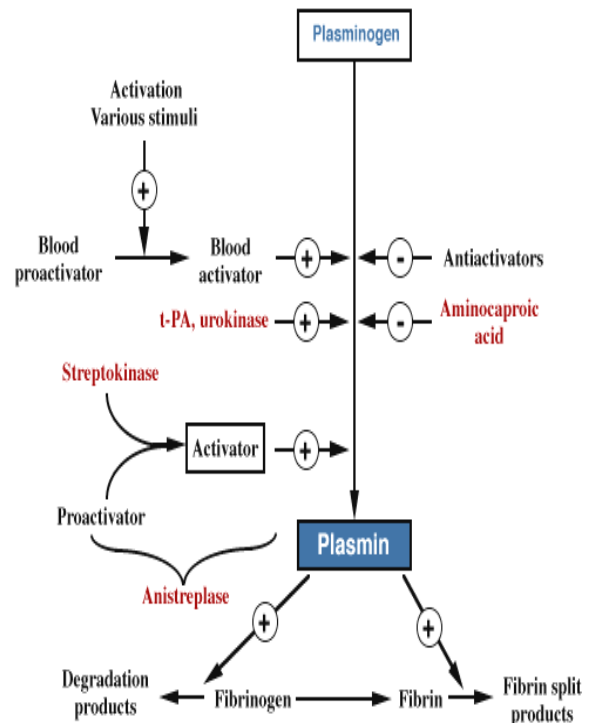 Plasminogen
Activation
Various stimuli
+
Blood
proactivator
Blood
activator
+
-
Antiactivators
t-PA, urokinase
+
-
Aminocaproic
acid
Streptokinase
Activator
+
Proactivator
Plasmin
Anistreplase
+
+
Degradation
products
Fibrinogen
Fibrin
Fibrin split
products